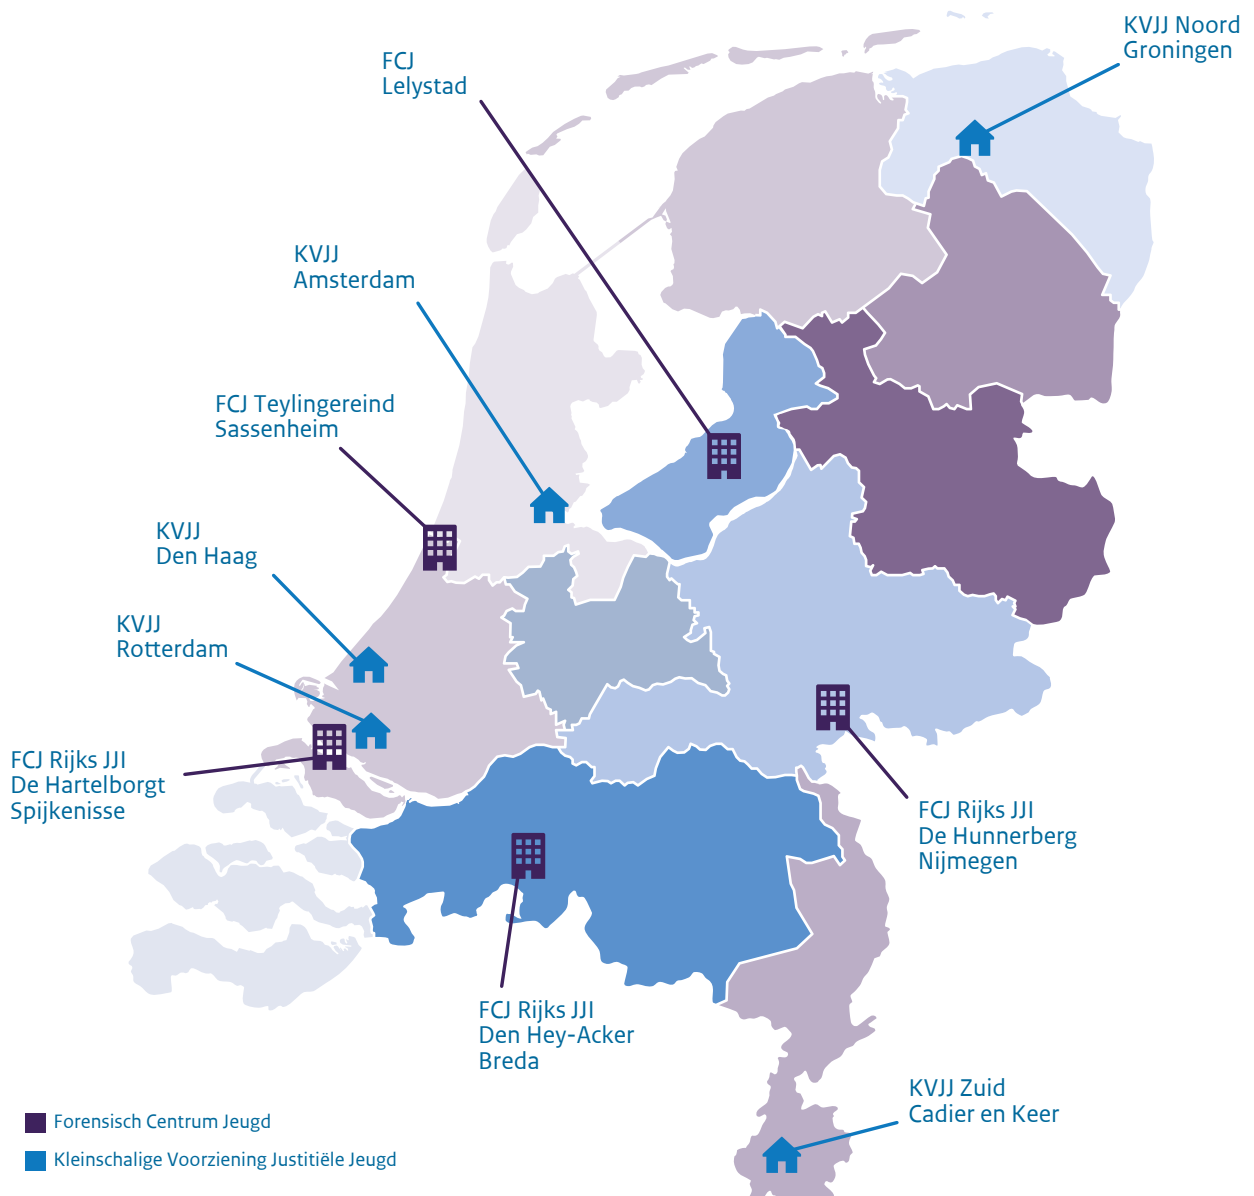 KVJJ Noord
Groningen
FCJ
Lelystad
KVJJ
Amsterdam
FCJ Teylingereind
Sassenheim
KVJJ
Den Haag
KVJJ
Rotterdam
FCJ Rijks JJI
De Hartelborgt
Spijkenisse
FCJ Rijks JJI
De Hunnerberg
Nijmegen
FCJ Rijks JJI
Den Hey-Acker
Breda
KVJJ Zuid
Cadier en Keer
Forensisch Centrum Jeugd
Kleinschalige Voorziening Justitiële Jeugd